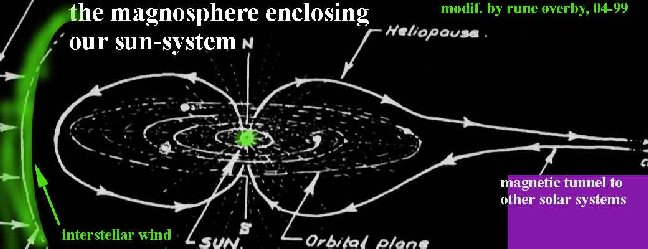 the magnosphere enclosing
our sun-system
modif. by rune øverby, 04-99
N
Heliopause.
magnetic tunnel to
other solar systems
interstellar wind
SUN.
S
Orbital plane